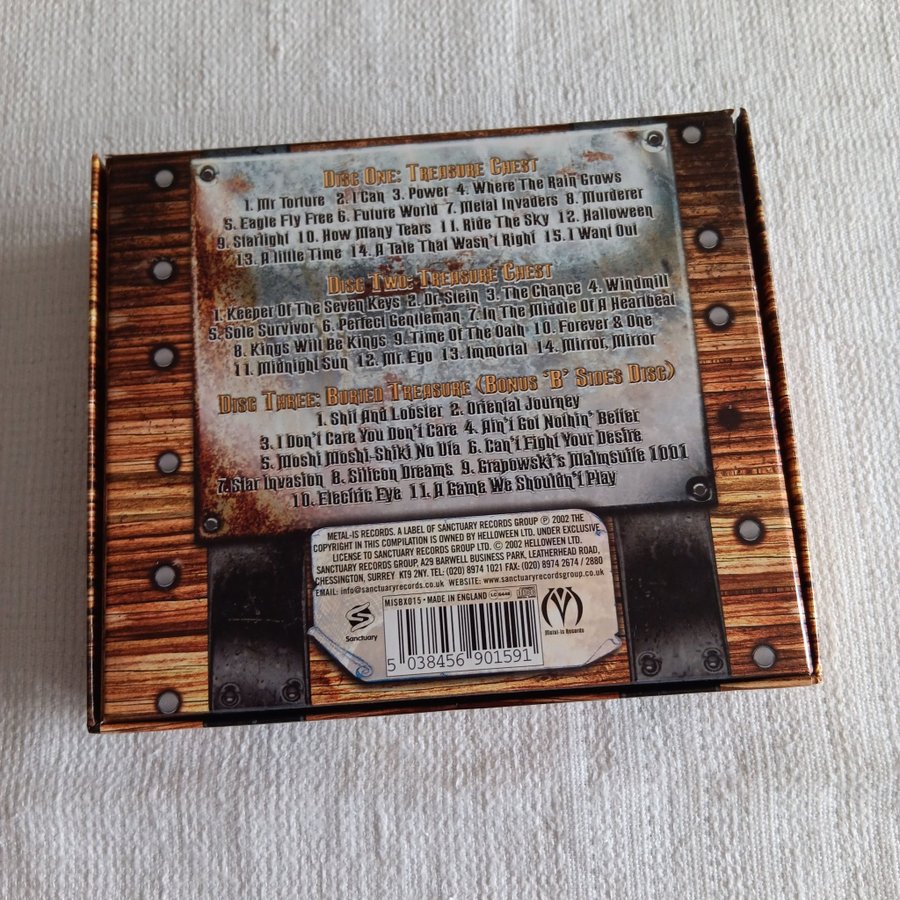 Disc One: Treasure Chest
1. Mr Torture 2. I Can 3. Power 4. Where The Rain Grows
5. Eagle Fly Free 6. Future World 7. Metal Invaders 8. Murderer
9. Starlight 10. How Many Tears 11. Ride The Sky 12. Halloween
13. A Little Time 14. A Tale That Wasn't Right 15. I Want Out
Disc Two: Treasure Chest
1. Keeper Of The Seven Keys 2. Dr. Stein 3. The Chance 4. Windmill
5. Sole Survivor 6. Perfect Gentleman 7. In The Middle Of A Heartbeat
8. Kings Will Be Kings 9. Time Of The Oath 10. Forever & One
11. Midnight Sun 12. Mr. Ego 13. Immortal 14. Mirror, Mirror
Disc Three: Buried Treasure (Bonus 'B' Sides Disc)
1. Shit And Lobster 2. Oriental Journey
3. I Don't Care You Don't Care 4. Ain't Got Nothin' Better
5. Moshi Moshi-Shiki No Uta 6. Can't Fight Your Desire
7. Star Invasion 8. Silicon Dreams 9. Grapowski's Malmsuite 1001
10. Electric Eye 11. A Game We Shouldn't Play
METAL-IS RECORDS. A LABEL OF SANCTUARY RECORDS GROUP ℗ 2002 THE
COPYRIGHT IN THIS COMPILATION IS OWNED BY HELLOWEEN LTD. UNDER EXCLUSIVE
LICENSE TO SANCTUARY RECORDS GROUP LTD. © 2002 HELLOWEEN LTD.
SANCTUARY RECORDS GROUP, A29 BARWELL BUSINESS PARK, LEATHERHEAD ROAD,
CHESSINGTON, SURREY KT9 2NY. TEL: (020) 8974 1021 FAX: (020) 8974 2674 / 2880
EMAIL: info@sanctuaryrecords.co.uk WEBSITE: www.sanctuaryrecordsgroup.co.uk
MISBX015 • MADE IN ENGLAND LC 6448
Sanctuary
Metal-is Records
5 038456 901591